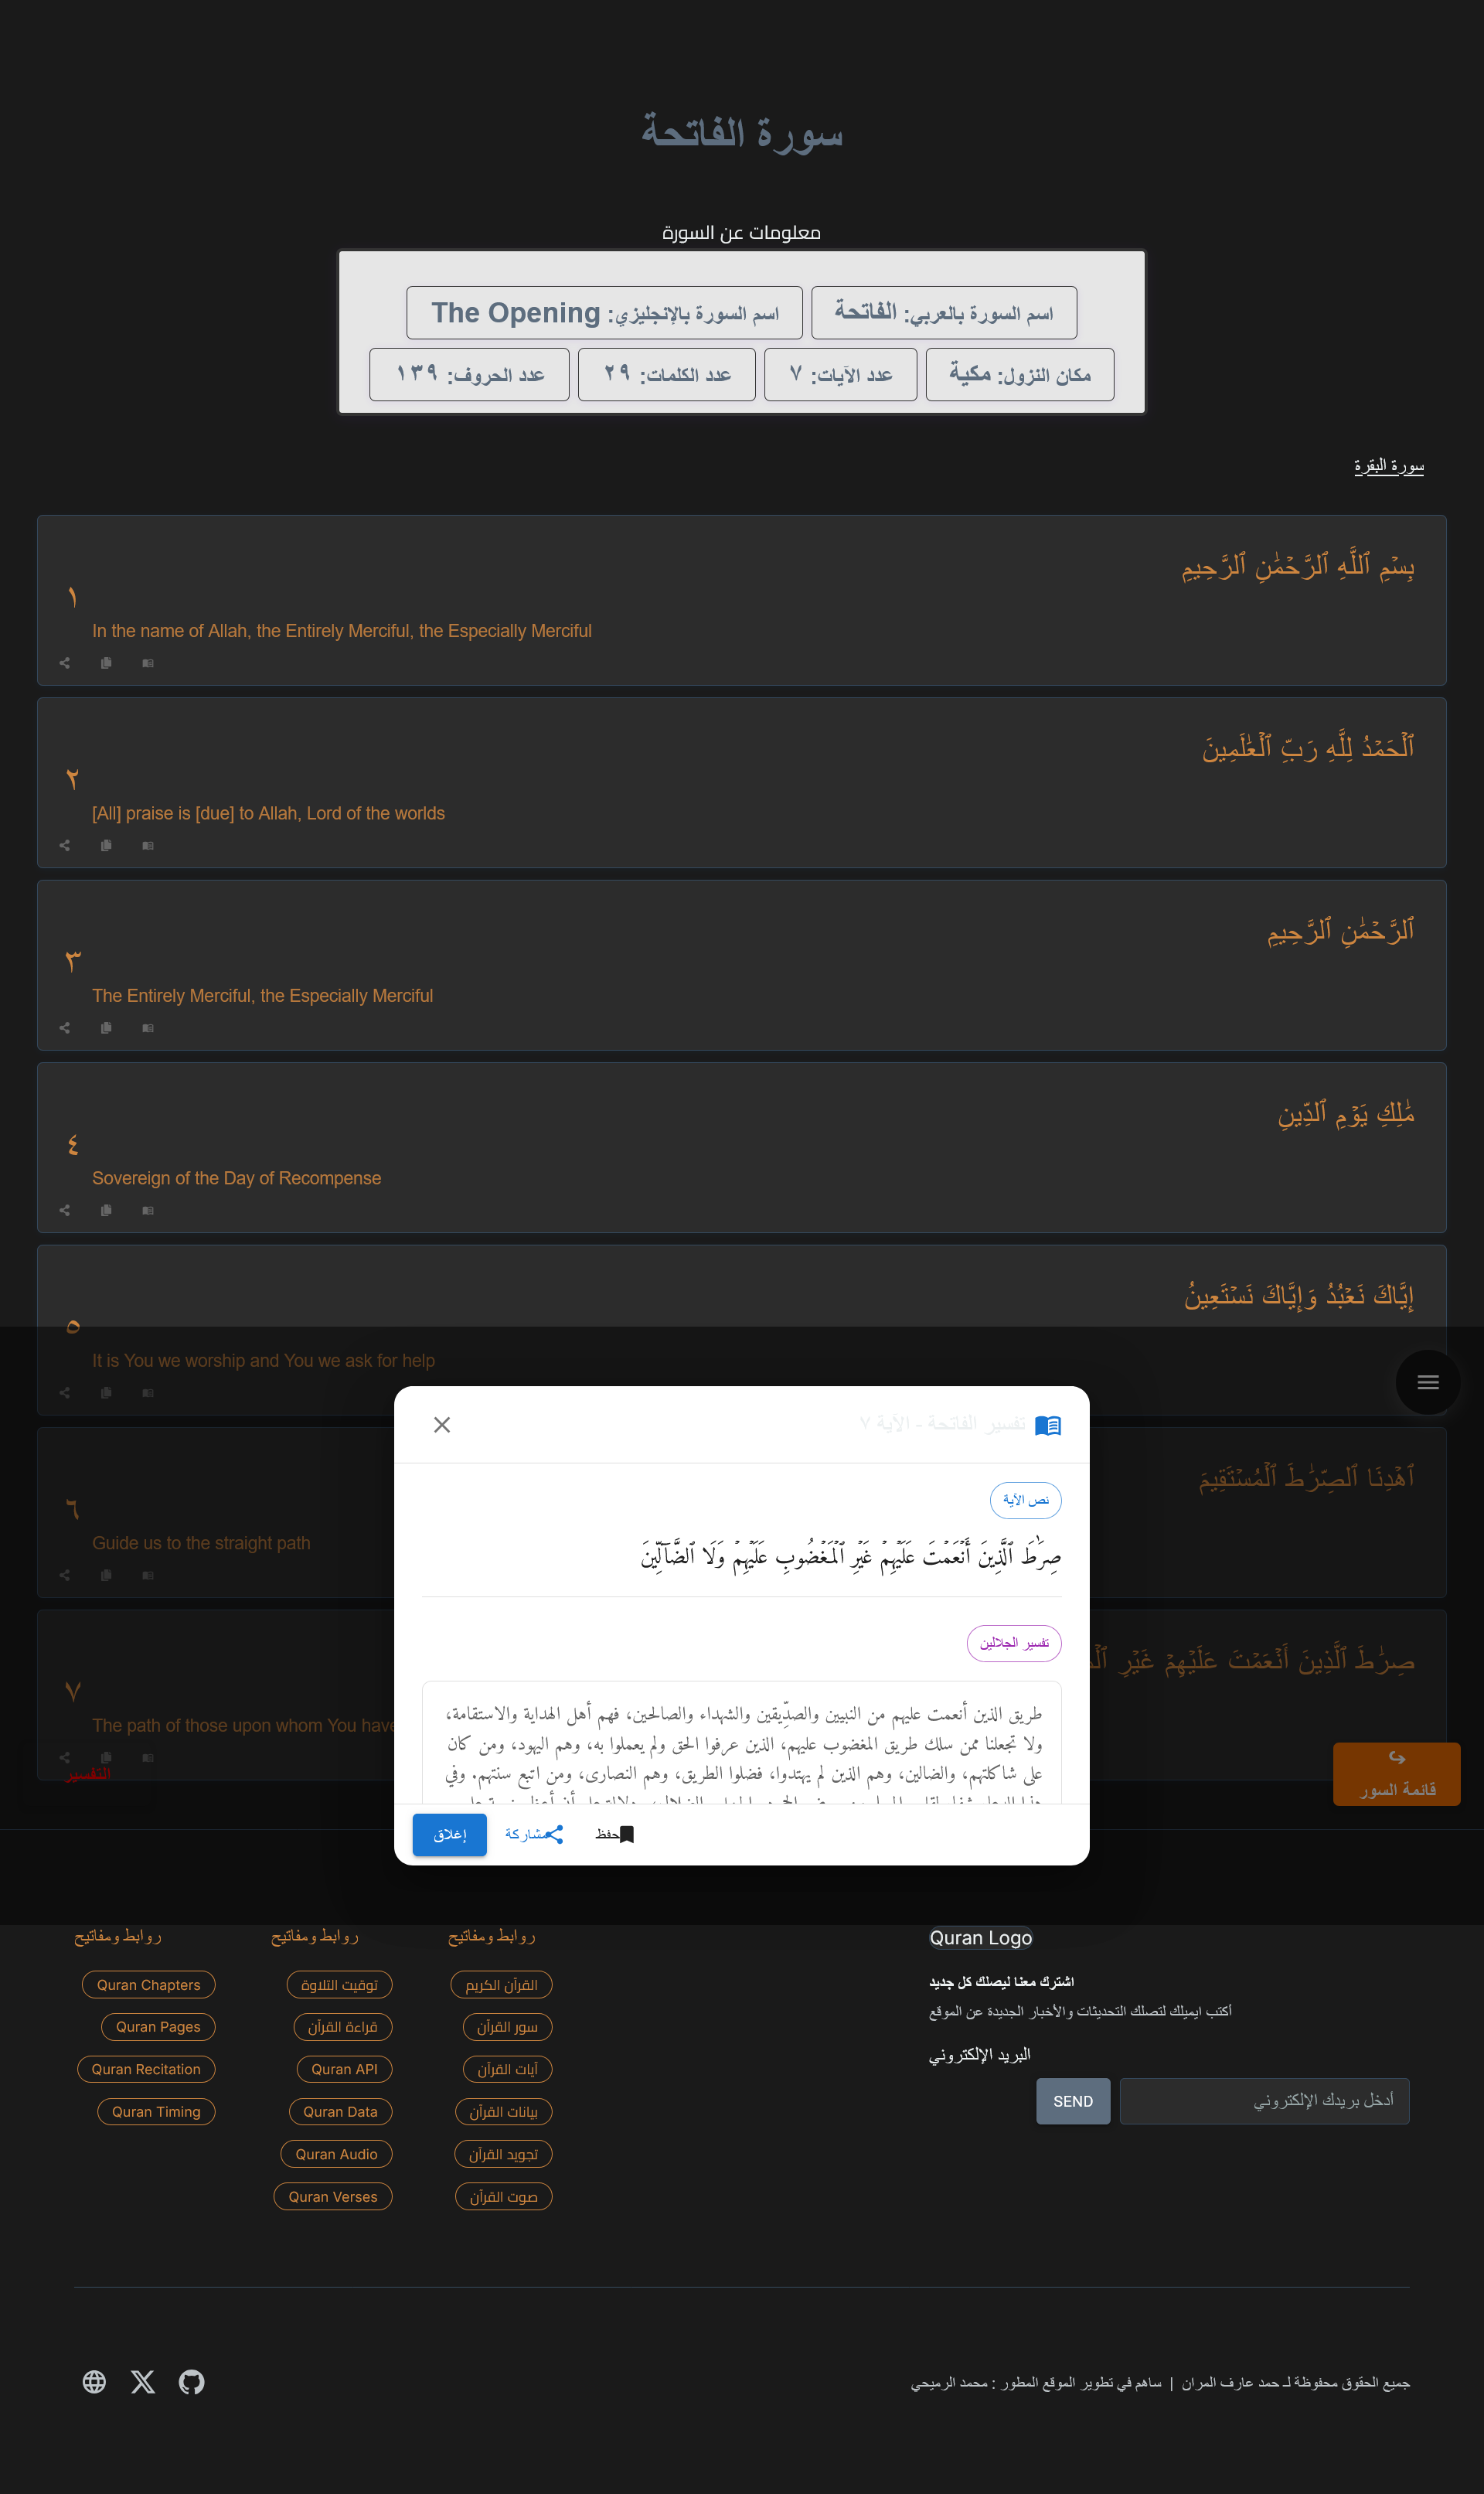 سورة الفاتحة
معلومات عن السورة
اسم السورة بالعربي: الفاتحة
اسم السورة بالإنجليزي: The Opening
مكان النزول: مكية
عدد الآيات: ٧
عدد الكلمات: ٢٩
عدد الحروف: ١٣٩
سورة البقرة
بِسۡمِ ٱللَّهِ ٱلرَّحۡمَٰنِ ٱلرَّحِيمِ
١
In the name of Allah, the Entirely Merciful, the Especially Merciful
ٱلۡحَمۡدُ لِلَّهِ رَبِّ ٱلۡعَٰلَمِينَ
٢
[All] praise is [due] to Allah, Lord of the worlds
ٱلرَّحۡمَٰنِ ٱلرَّحِيمِ
٣
The Entirely Merciful, the Especially Merciful
مَٰلِكِ يَوۡمِ ٱلدِّينِ
٤
Sovereign of the Day of Recompense
إِيَّاكَ نَعۡبُدُ وَإِيَّاكَ نَسۡتَعِينُ
٥
It is You we worship and You we ask for help
ٱهۡدِنَا ٱلصِّرَٰطَ ٱلۡمُسۡتَقِيمَ
٦
Guide us to the straight path
صِرَٰطَ ٱلَّذِينَ أَنۡعَمۡتَ عَلَيۡهِمۡ غَيۡرِ
٧
The path of those upon whom You have
التفسير
قائمة السور
تفسير الفاتحة - الآية ٧
نص الآية
صِرَٰطَ ٱلَّذِينَ أَنۡعَمۡتَ عَلَيۡهِمۡ غَيۡرِ ٱلۡمَغۡضُوبِ عَلَيۡهِمۡ وَلَا ٱلضَّآلِّينَ
تفسير الجلالين
طريق الذين أنعمت عليهم من النبيين والصدِّيقين والشهداء والصالحين، فهم أهل الهداية والاستقامة،
ولا تجعلنا ممن سلك طريق المغضوب عليهم، الذين عرفوا الحق ولم يعملوا به، وهم اليهود، ومن كان
على شاكلتهم، والضالين، وهم الذين لم يهتدوا، فضلوا الطريق، وهم النصارى، ومن اتبع سنتهم. وفي
حفظ
مشاركة
إغلاق
Quran Logo
اشترك معنا ليصلك كل جديد
أكتب ايميلك لتصلك التحديثات والأخبار الجديدة عن الموقع
البريد الإلكتروني
أدخل بريدك الإلكتروني
SEND
روابط ومفاتيح
القرآن الكريم
سور القرآن
آيات القرآن
بيانات القرآن
تجويد القرآن
صوت القرآن
روابط ومفاتيح
توقيت التلاوة
قراءة القرآن
Quran API
Quran Data
Quran Audio
Quran Verses
روابط ومفاتيح
Quran Chapters
Quran Pages
Quran Recitation
Quran Timing
جميع الحقوق محفوظة لـ حمد عارف المران | ساهم في تطوير الموقع المطور : محمد الرميحي